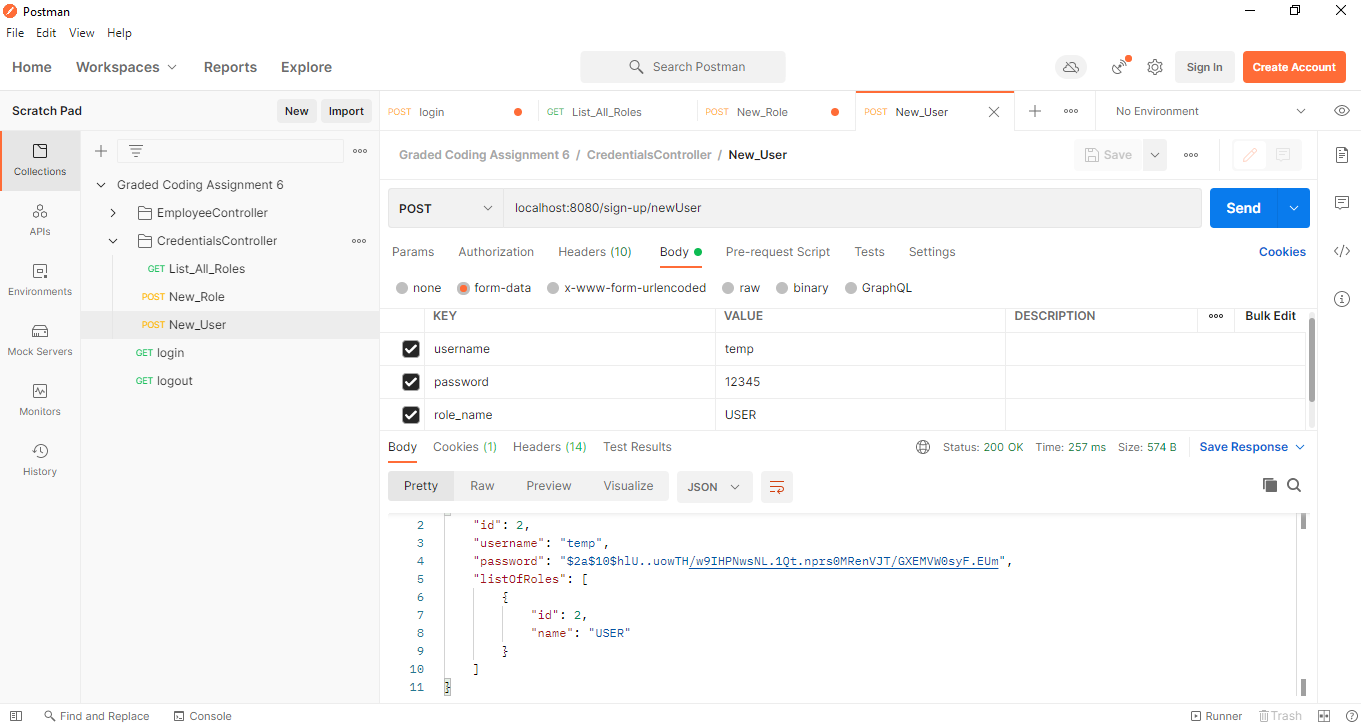 Postman
File Edit View Help
Home Workspaces Reports Explore Search Postman Sign In Create Account
Scratch Pad New Import
POST login GET List_All_Roles POST New_Role POST New_User No Environment
Collections
APIs
Environments
Mock Servers
Monitors
History
Graded Coding Assignment 6
EmployeeController
CredentialsController
GET List_All_Roles
POST New_Role
POST New_User
GET login
GET logout
Graded Coding Assignment 6 / CredentialsController / New_User Save
POST localhost:8080/sign-up/newUser Send
Params Authorization Headers (10) Body Pre-request Script Tests Settings Cookies
none form-data x-www-form-urlencoded raw binary GraphQL
KEY VALUE DESCRIPTION Bulk Edit
username temp
password 12345
role_name USER
Body Cookies (1) Headers (14) Test Results Status: 200 OK Time: 257 ms Size: 574 B Save Response
Pretty Raw Preview Visualize JSON
2 "id": 2,
3 "username": "temp",
4 "password": "$2a$10$hlU..uowTH/w9IHPNwsNL.1Qt.nprs0MRenVJT/GXEMVW0syF.EUm",
5 "listOfRoles": [
6 {
7 "id": 2,
8 "name": "USER"
9 }
10 ]
11 }
Find and Replace Console Runner Trash